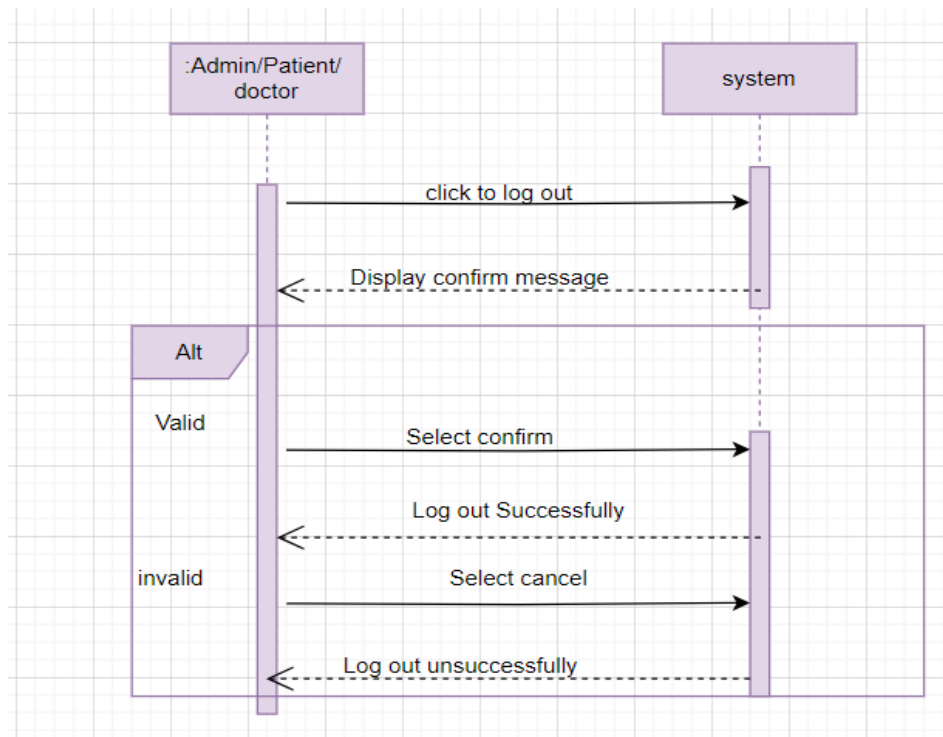 :Admin/Patient/
doctor
system
click to log out
Display confirm message
Alt
Valid
Select confirm
Log out Successfully
invalid
Select cancel
Log out unsuccessfully